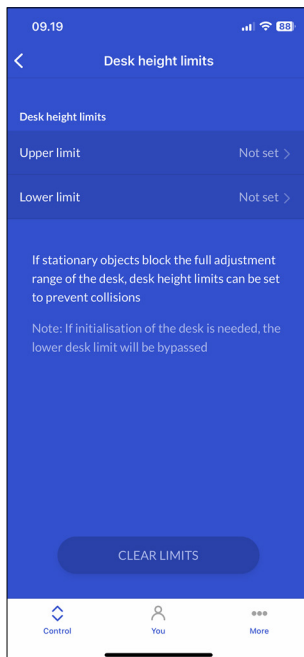 09.19
88
Desk height limits
Desk height limits
Upper limit Not set
Lower limit Not set
If stationary objects block the full adjustment
range of the desk, desk height limits can be set
to prevent collisions
Note: If initialisation of the desk is needed, the
lower desk limit will be bypassed
CLEAR LIMITS
Control You More